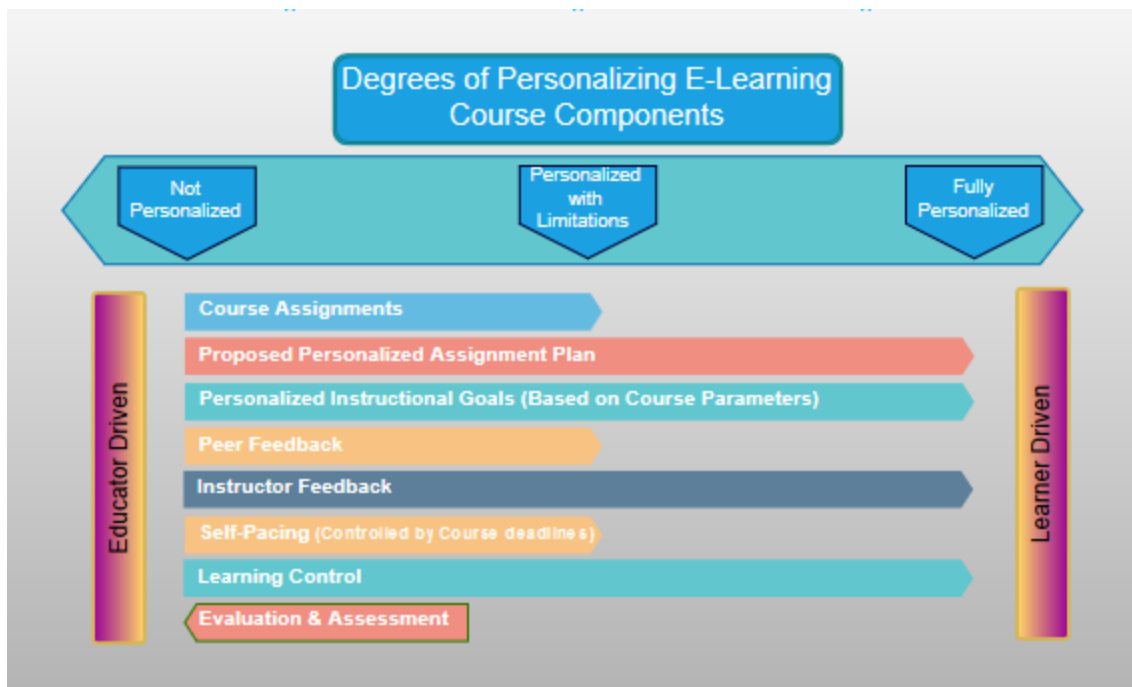 Degrees of Personalizing E-Learning
Course Components
Not
Personalized
Personalized
with
Limitations
Fully
Personalized
Educator Driven
Course Assignments
Proposed Personalized Assignment Plan
Personalized Instructional Goals (Based on Course Parameters)
Peer Feedback
Instructor Feedback
Self-Pacing (Controlled by Course deadlines)
Learning Control
Evaluation & Assessment
Learner Driven